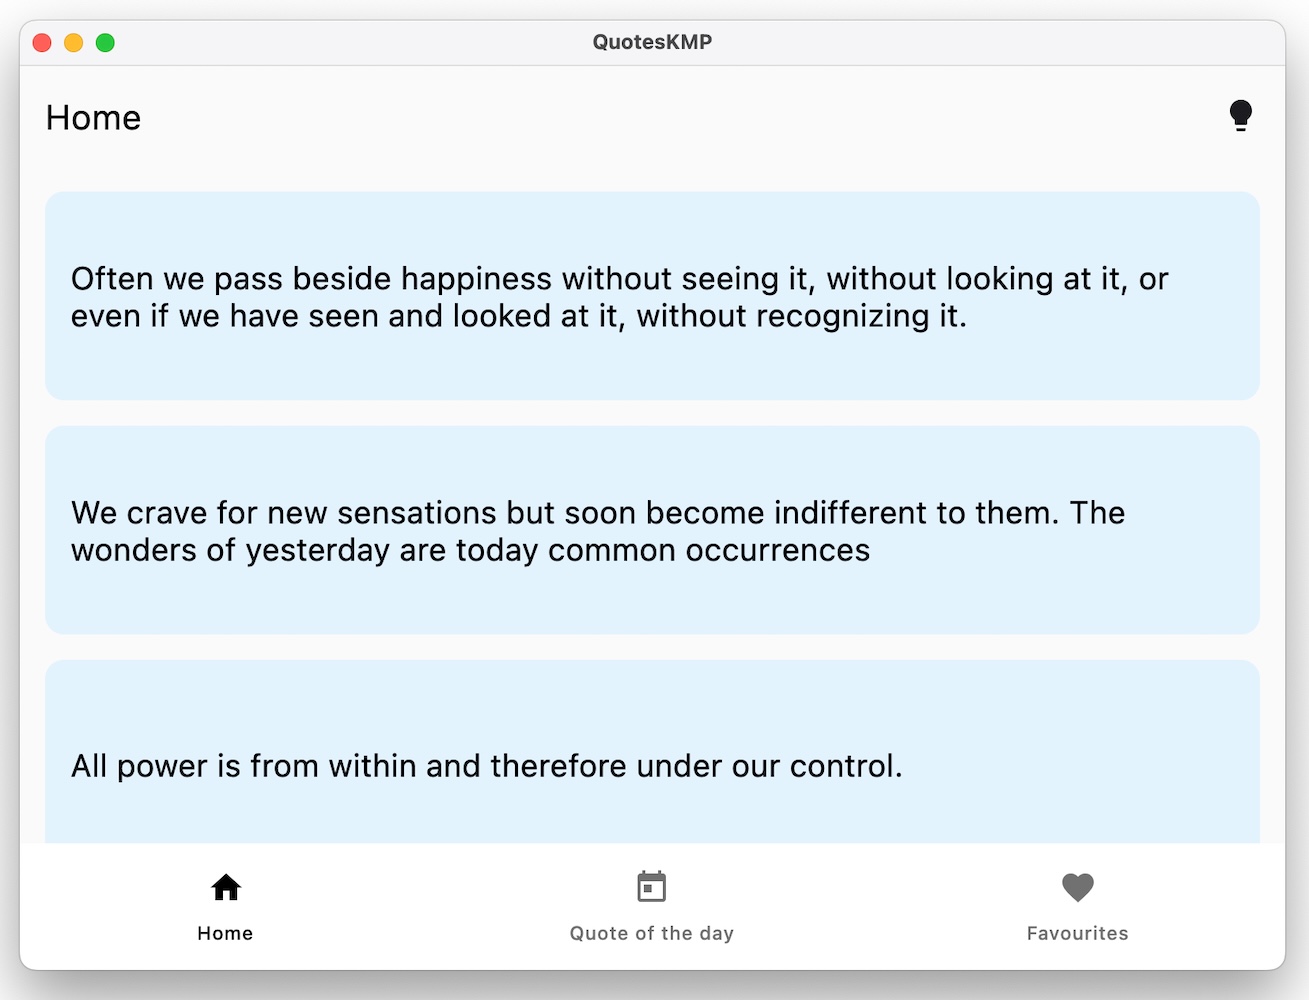 QuotesKMP
Home
Often we pass beside happiness without seeing it, without looking at it, or
even if we have seen and looked at it, without recognizing it.
We crave for new sensations but soon become indifferent to them. The
wonders of yesterday are today common occurrences
All power is from within and therefore under our control.
Home
Quote of the day
Favourites